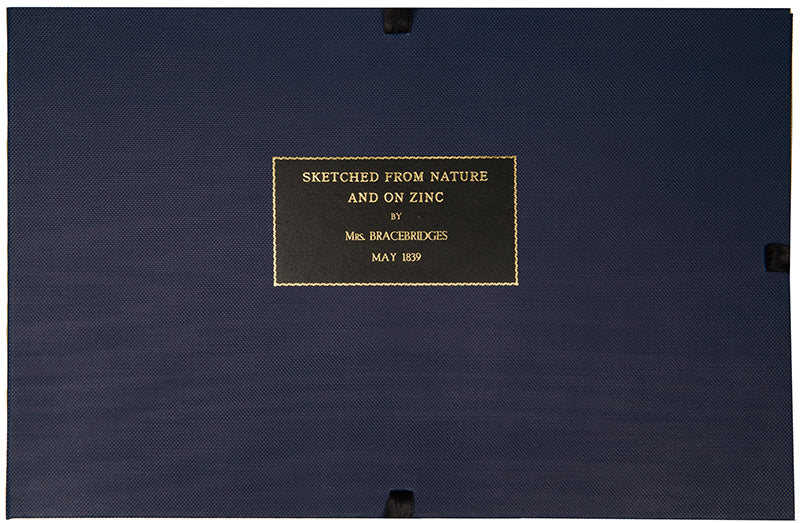 SKETCHED FROM NATURE
AND ON ZINC
BY
MRS. BRACEBRIDGES
MAY 1839